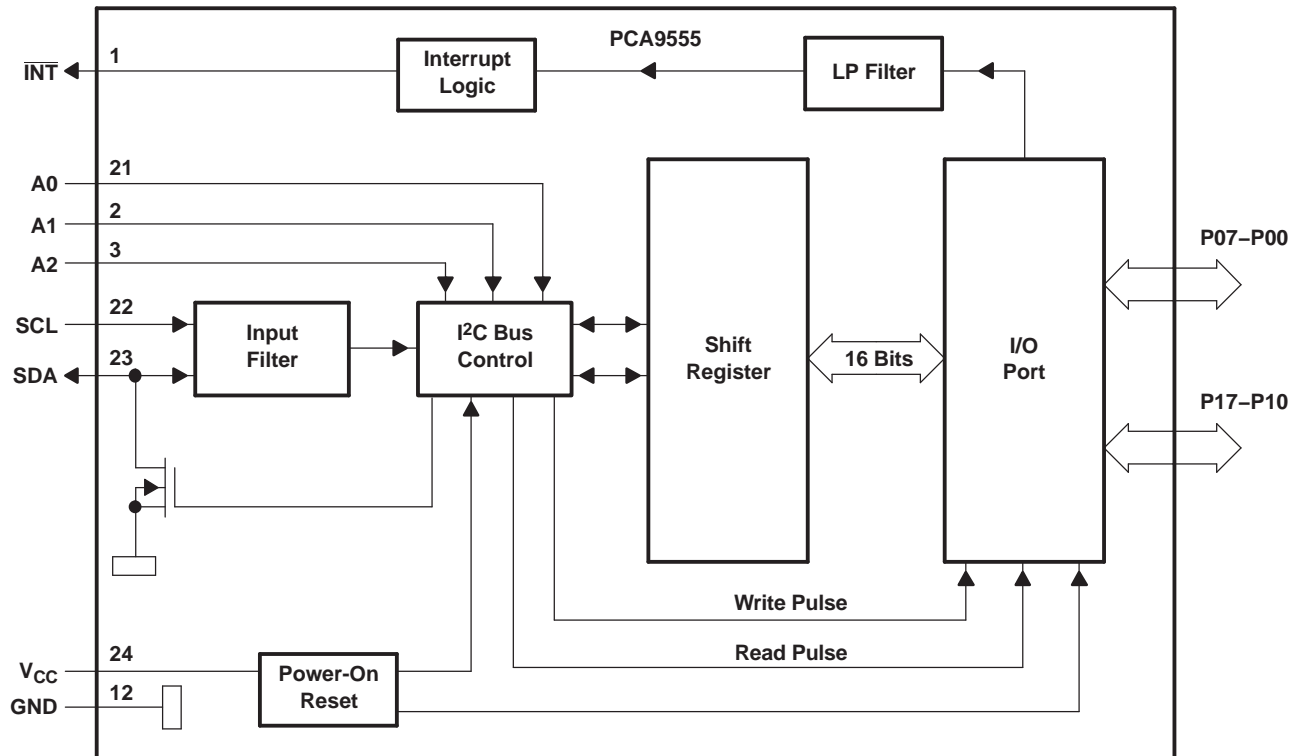 PCA9555
INT
1
Interrupt
Logic
LP Filter
A0
21
A1
2
A2
3
P07–P00
SCL
22
SDA
23
Input
Filter
I2C Bus
Control
Shift
Register
16 Bits
I/O
Port
P17–P10
Write Pulse
Read Pulse
VCC
24
GND
12
Power-On
Reset